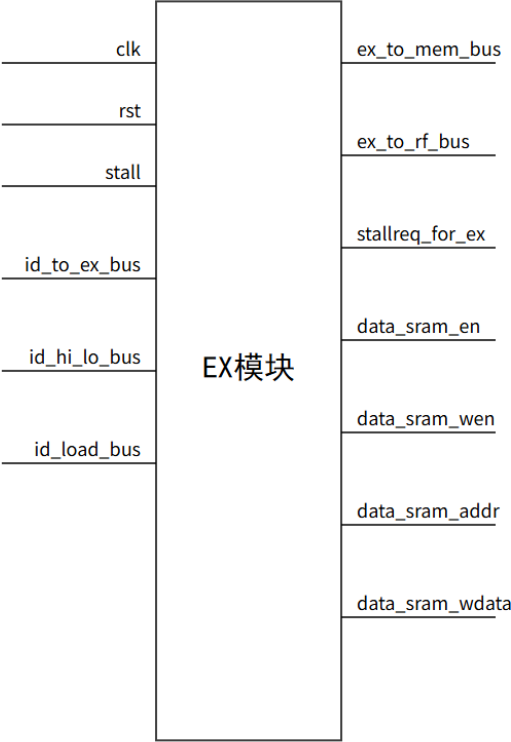 clk
rst
stall
id_to_ex_bus
id_hi_lo_bus
id_load_bus
EX模块
ex_to_mem_bus
ex_to_rf_bus
stallreq_for_ex
data_sram_en
data_sram_wen
data_sram_addr
data_sram_wdata